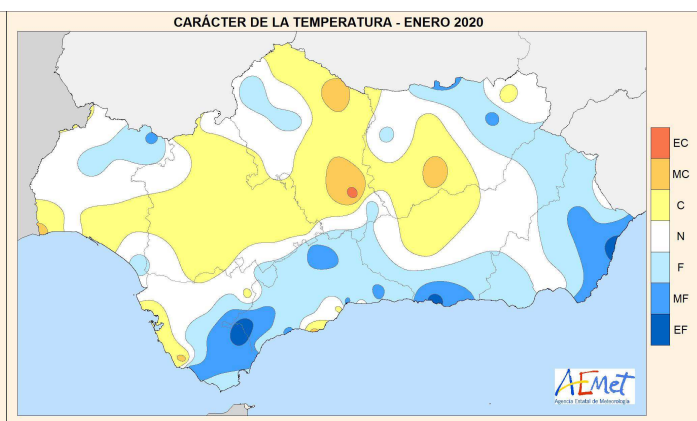 CARÁCTER DE LA TEMPERATURA - ENERO 2020
EC
MC
C
N
F
MF
EF
AEMet
Agencia Estatal de Meteorología